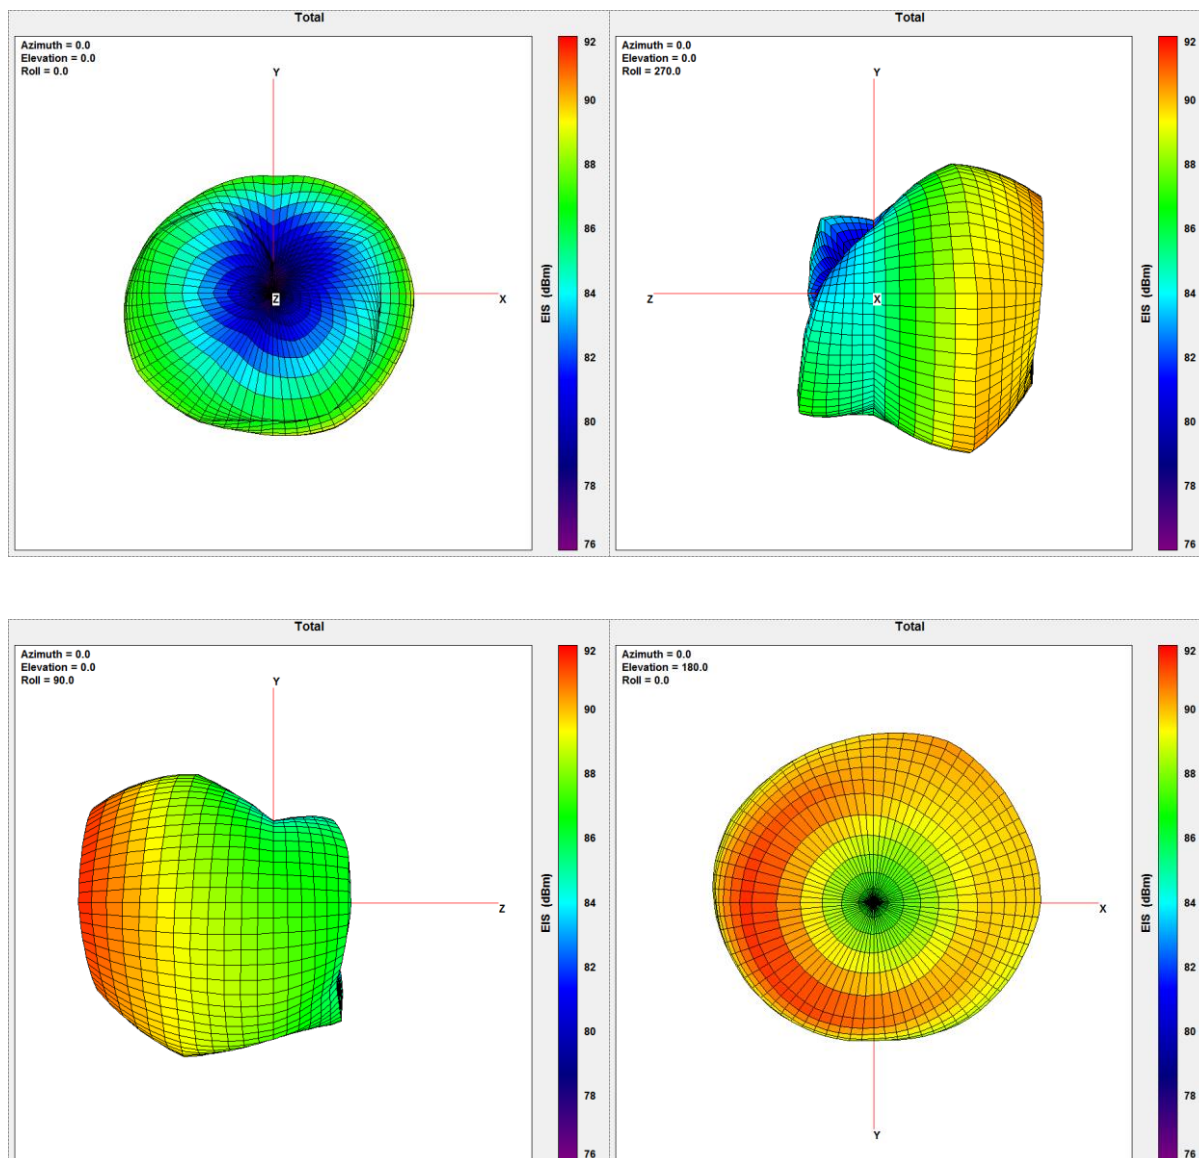 Total
Azimuth = 0.0
Elevation = 0.0
Roll = 0.0
Y
X
Z
92
90
88
86
84
82
80
78
76
EIS (dBm)
Total
Azimuth = 0.0
Elevation = 0.0
Roll = 270.0
Y
Z
X
92
90
88
86
84
82
80
78
76
EIS (dBm)
Total
Azimuth = 0.0
Elevation = 0.0
Roll = 90.0
Y
Z
92
90
88
86
84
82
80
78
76
EIS (dBm)
Total
Azimuth = 0.0
Elevation = 180.0
Roll = 0.0
X
Y
92
90
88
86
84
82
80
78
76
EIS (dBm)